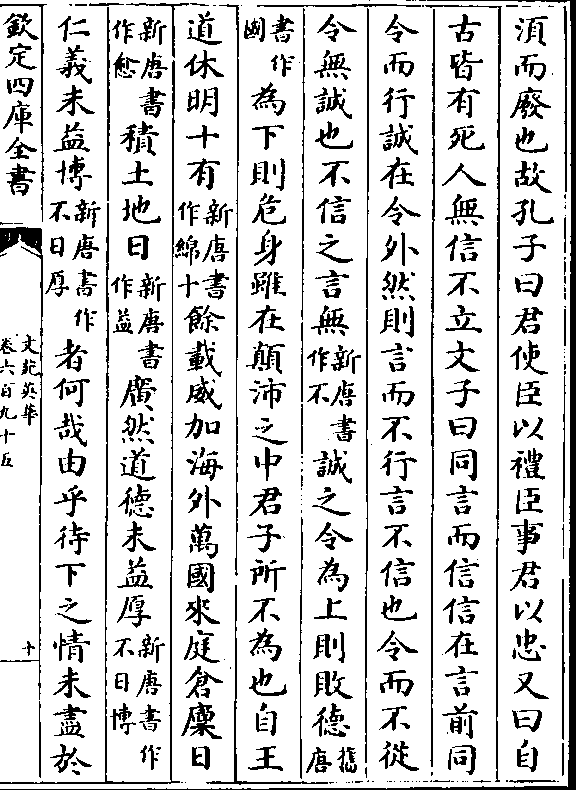 湏而廢也故孔子曰君使臣以禮臣事君以忠又曰自
古皆有死人無信不立文子曰同言而信信在言前同
令而行誠在令外然則言而不行言不信也令而不從
令無誠也不信之言無新唐書作不誠之令為上則敗德舊唐
書作國為下則危身雖在顛沛之中君子所不為也自王
道休明十有新唐書作綿十餘載威加海外萬國來庭倉廩日
新唐書作愈積土地日新唐書作益廣然道德未益厚新唐書作不日博
仁義未益博新唐書作不日厚者何哉由乎待下之情未盡於
欽定四庫全書
文苑英華
卷六百九十五
十